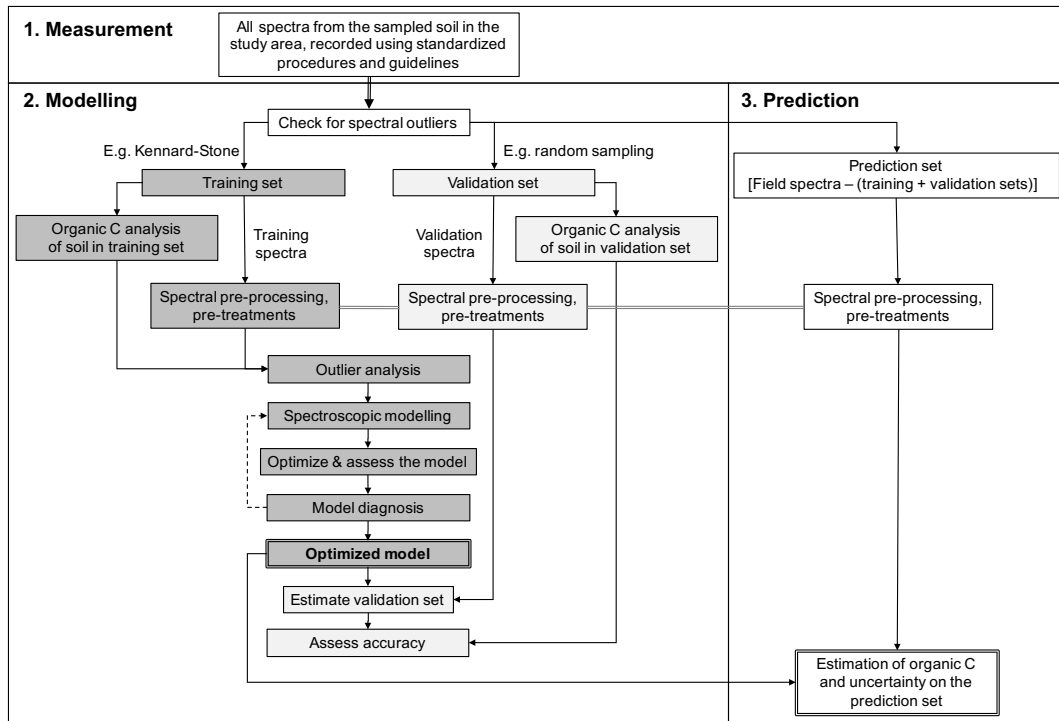 1. Measurement
All spectra from the sampled soil in the
study area, recorded using standardized
procedures and guidelines
2. Modelling
3. Prediction
Check for spectral outliers
E.g. Kennard-Stone
E.g. random sampling
Training set
Validation set
Prediction set
[Field spectra – (training + validation sets)]
Organic C analysis
of soil in training set
Training
spectra
Validation
spectra
Organic C analysis
of soil in validation set
Spectral pre-processing,
pre-treatments
Spectral pre-processing,
pre-treatments
Spectral pre-processing,
pre-treatments
Outlier analysis
Spectroscopic modelling
Optimize & assess the model
Model diagnosis
Optimized model
Estimate validation set
Assess accuracy
Estimation of organic C
and uncertainty on the
prediction set